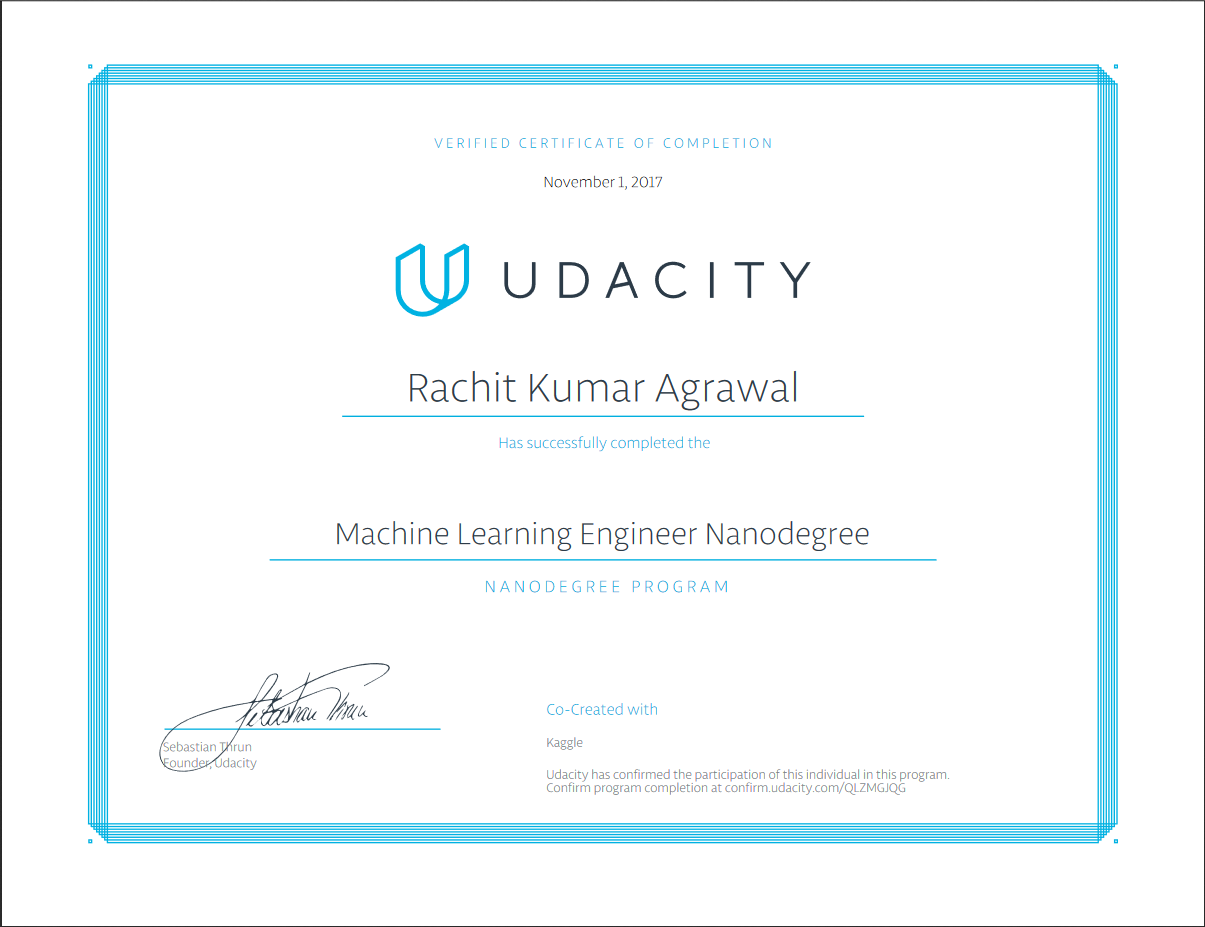 VERIFIED CERTIFICATE OF COMPLETION
November 1, 2017
UDACITY
Rachit Kumar Agrawal
Has successfully completed the
Machine Learning Engineer Nanodegree
NANODEGREE PROGRAM
Sebastian Thrun
Sebastian Thrun
Founder, Udacity
Co-Created with
Kaggle
Udacity has confirmed the participation of this individual in this program.
Confirm program completion at confirm.udacity.com/QLZMGJQG